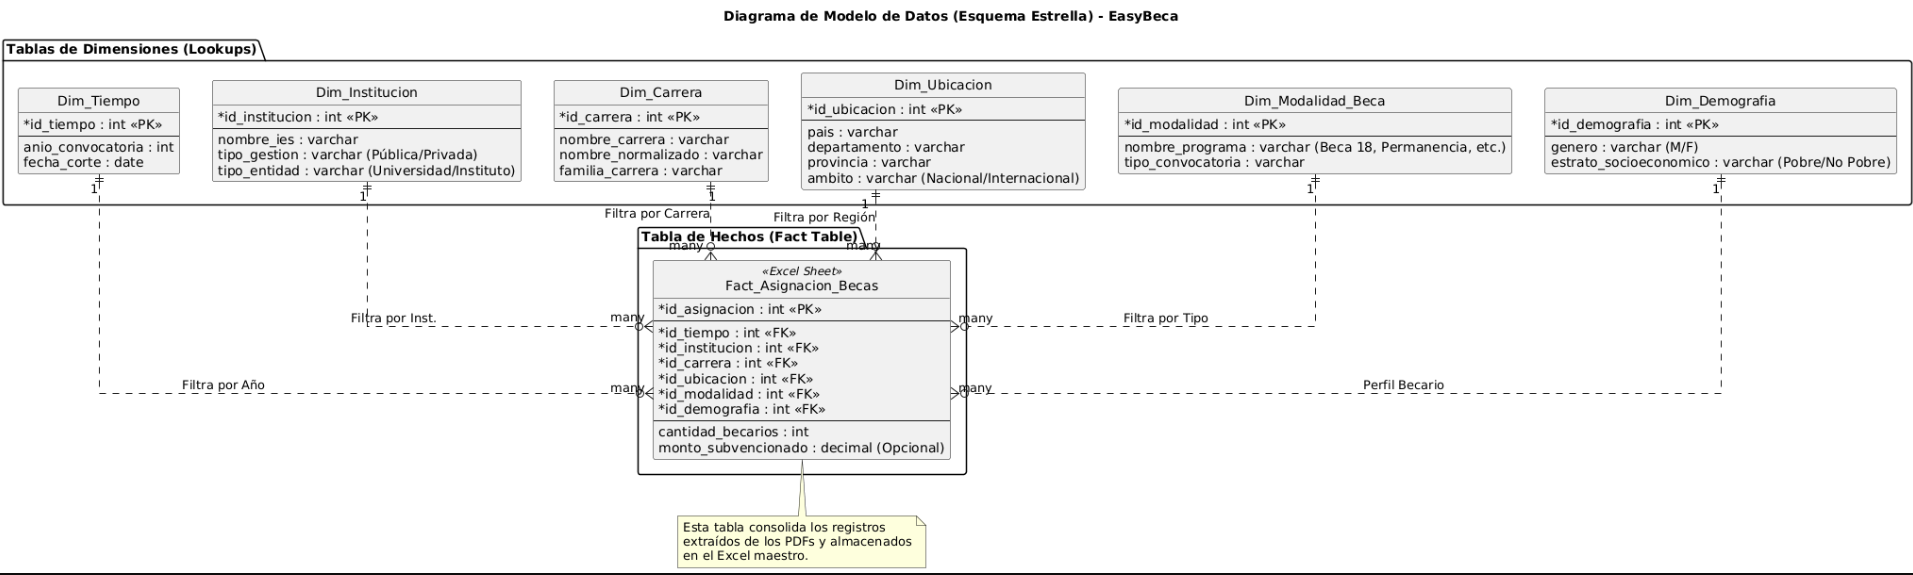 Diagrama de Modelo de Datos (Esquema Estrella) - EasyBeca
Tablas de Dimensiones (Lookups)
Dim_Tiempo
*id_tiempo : int «PK»
anio_convocatoria : int
fecha_corte : date
Dim_Institucion
*id_institucion : int «PK»
nombre_ies : varchar
tipo_gestion : varchar (Pública/Privada)
tipo_entidad : varchar (Universidad/Instituto)
Dim_Carrera
*id_carrera : int «PK»
nombre_carrera : varchar
nombre_normalizado : varchar
familia_carrera : varchar
Dim_Ubicacion
*id_ubicacion : int «PK»
pais : varchar
departamento : varchar
provincia : varchar
ambito : varchar (Nacional/Internacional)
Dim_Modalidad_Beca
*id_modalidad : int «PK»
nombre_programa : varchar (Beca 18, Permanencia, etc.)
tipo_convocatoria : varchar
Dim_Demografia
*id_demografia : int «PK»
genero : varchar (M/F)
estrato_socioeconomico : varchar (Pobre/No Pobre)
1
1
1
1
1
1
Filtra por Carrera
Filtra por Región
Tabla de Hechos (Fact Table)
many
many
«Excel Sheet»
Fact_Asignacion_Becas
*id_asignacion : int «PK»
*id_tiempo : int «FK»
*id_institucion : int «FK»
*id_carrera : int «FK»
*id_ubicacion : int «FK»
*id_modalidad : int «FK»
*id_demografia : int «FK»
cantidad_becarios : int
monto_subvencionado : decimal (Opcional)
Filtra por Inst.
many
many
Filtra por Tipo
Filtra por Año
many
many
Perfil Becario
Esta tabla consolida los registros
extraídos de los PDFs y almacenados
en el Excel maestro.